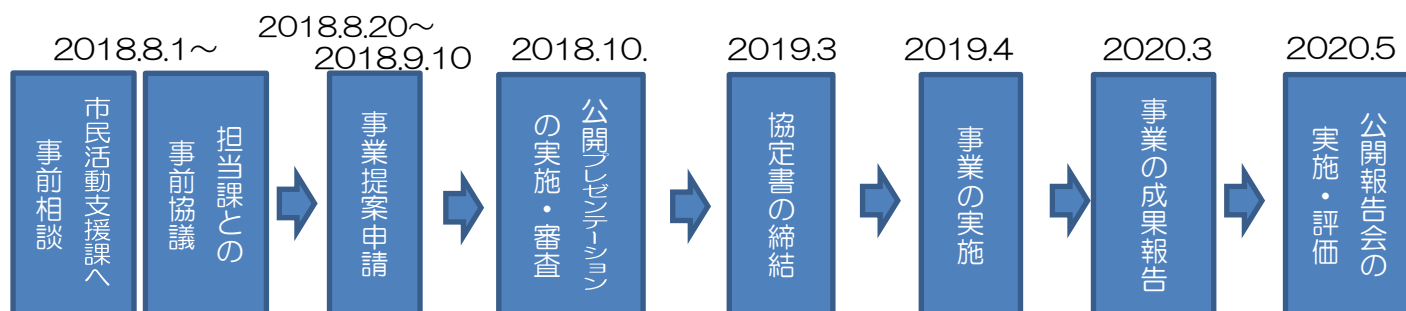 2018.8.1～
市民活動支援課へ
事前相談
担当課との
事前協議
2018.8.20～
2018.9.10
事業提案申請
2018.10.
公開プレゼンテーション
の実施・審査
2019.3
協定書の締結
2019.4
事業の実施
2020.3
事業の成果報告
2020.5
公開報告会の
実施・評価